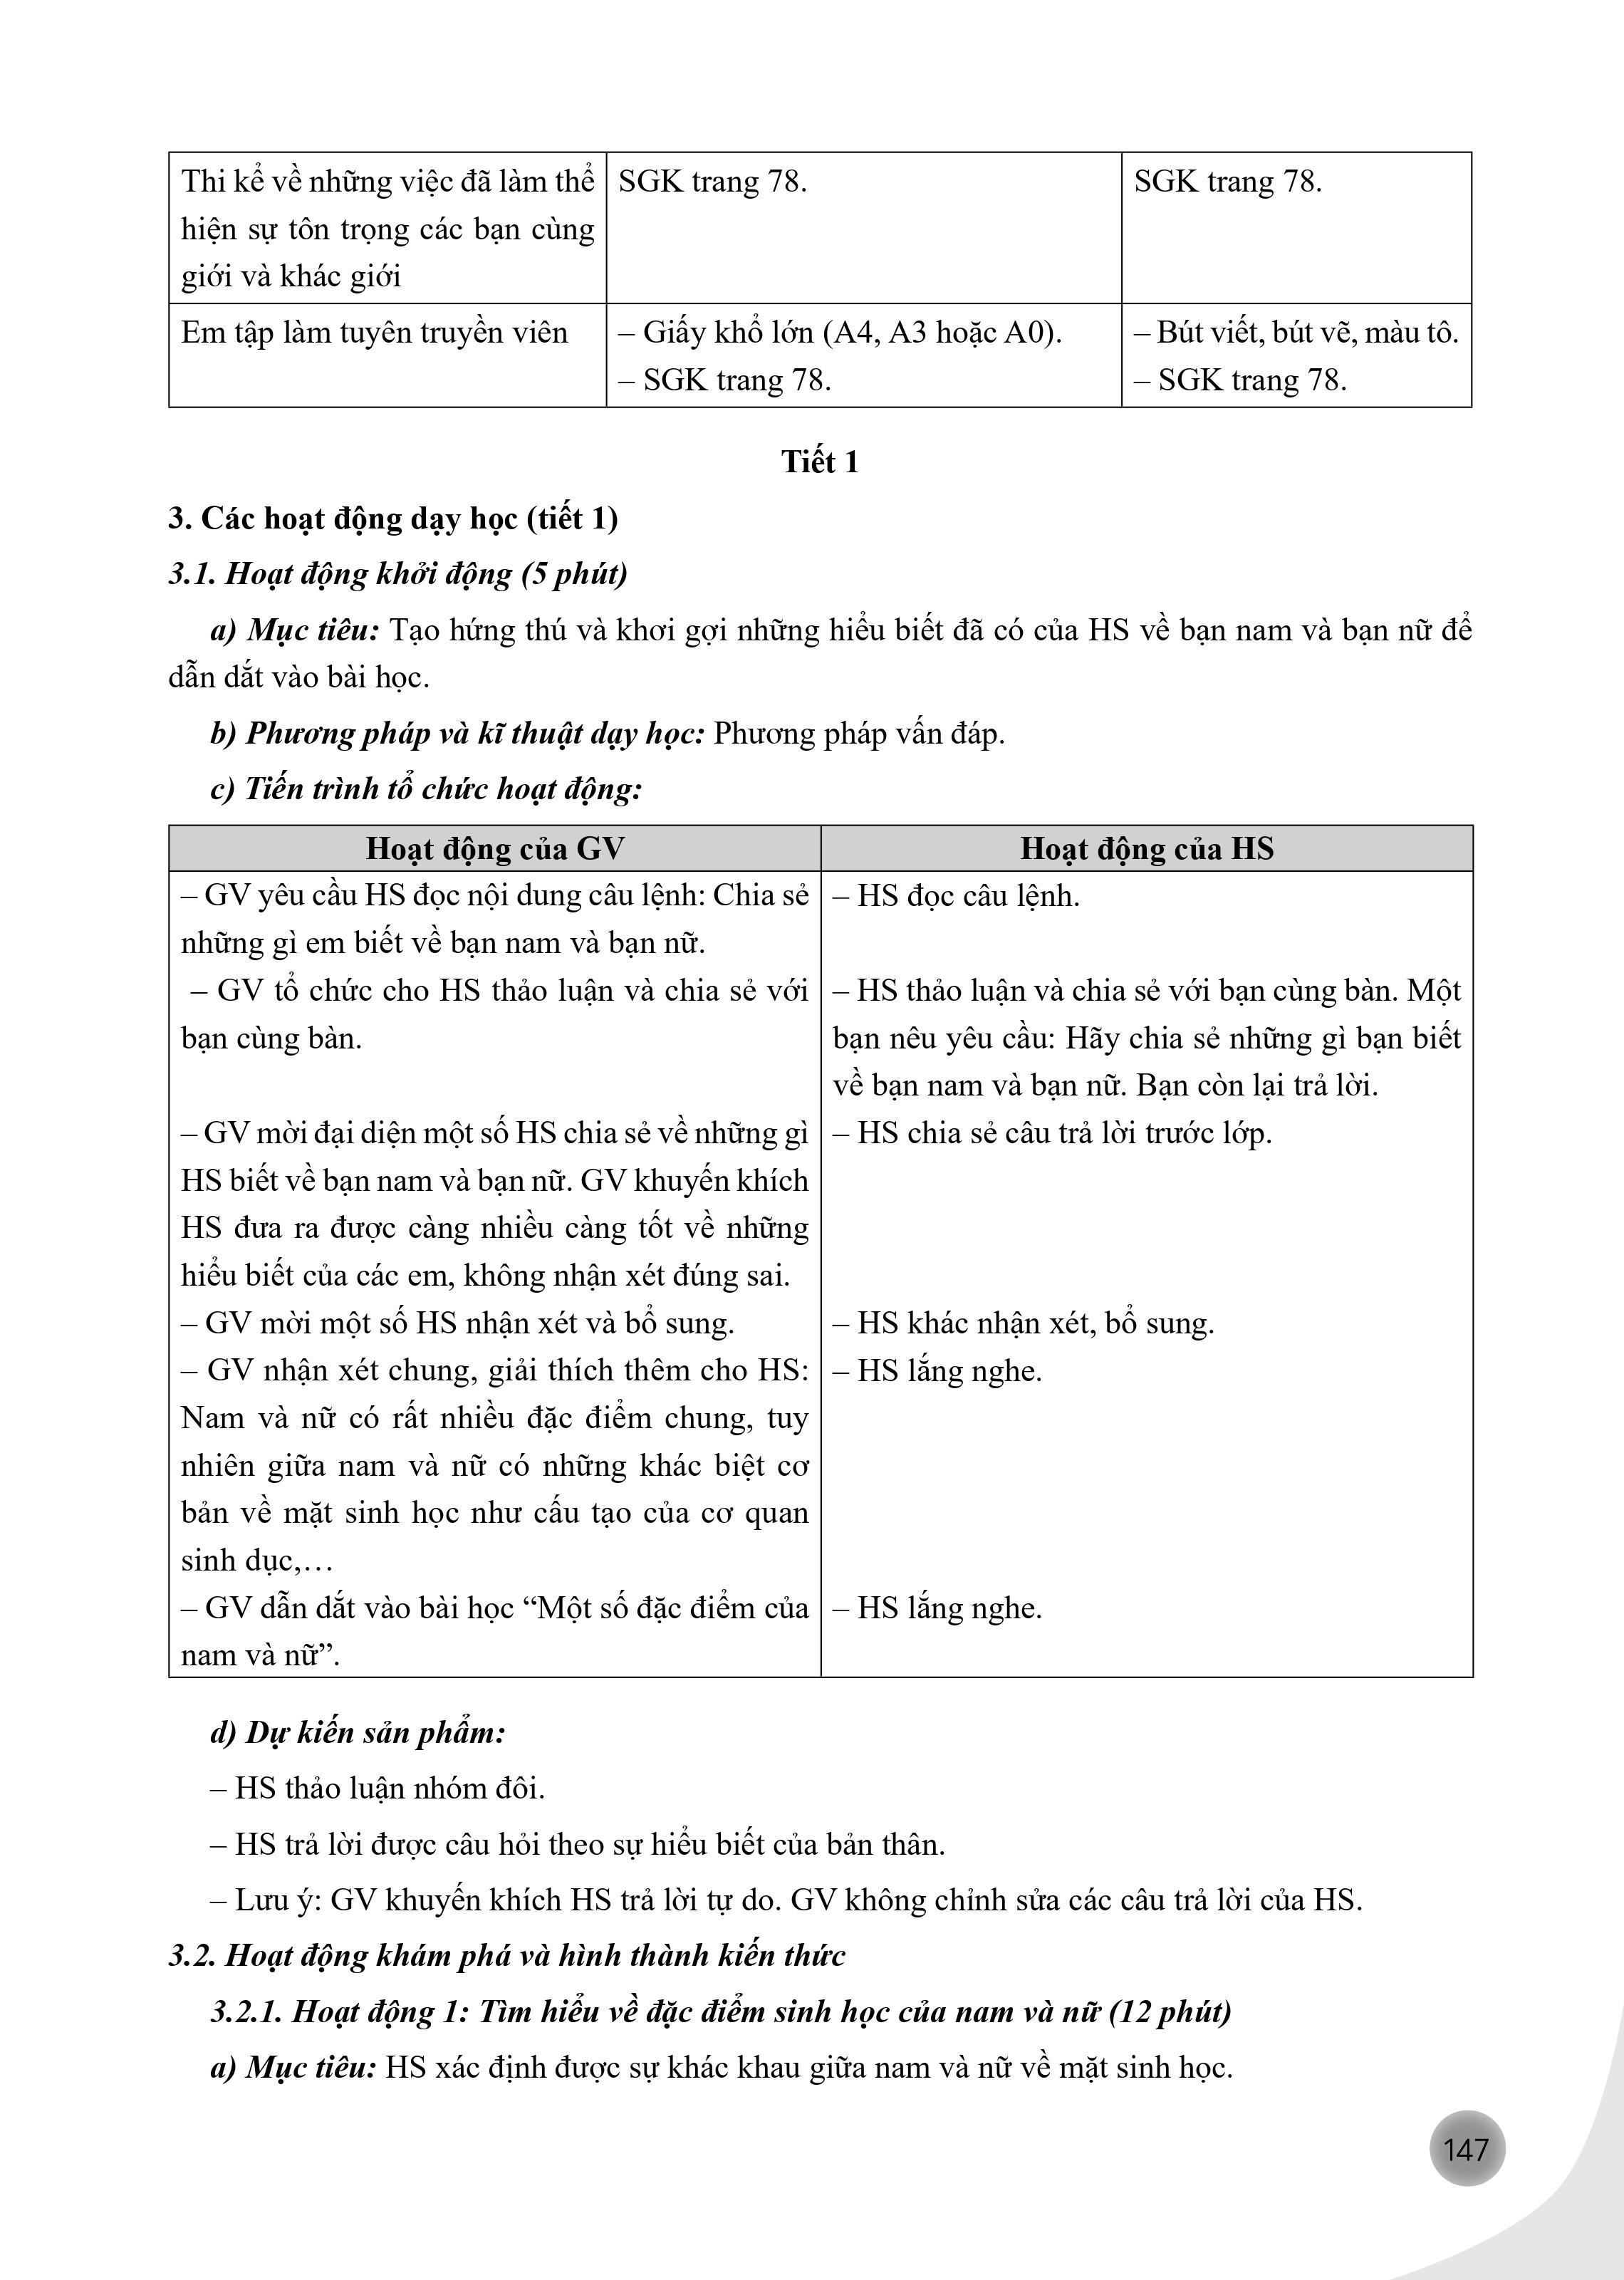 Thi kể về những việc đã làm thể
hiện sự tôn trọng các bạn cùng
giới và khác giới
SGK trang 78.
SGK trang 78.
Em tập làm tuyên truyền viên
– Giấy khổ lớn (A4, A3 hoặc A0).
– SGK trang 78.
– Bút viết, bút vẽ, màu tô.
– SGK trang 78.
Tiết 1
3. Các hoạt động dạy học (tiết 1)
3.1. Hoạt động khởi động (5 phút)
a) Mục tiêu: Tạo hứng thú và khơi gợi những hiểu biết đã có của HS về bạn nam và bạn nữ để
dẫn dắt vào bài học.
b) Phương pháp và kĩ thuật dạy học: Phương pháp vấn đáp.
c) Tiến trình tổ chức hoạt động:
Hoạt động của GV
Hoạt động của HS
– GV yêu cầu HS đọc nội dung câu lệnh: Chia sẻ
những gì em biết về bạn nam và bạn nữ.
– HS đọc câu lệnh.
– GV tổ chức cho HS thảo luận và chia sẻ với
bạn cùng bàn.
– HS thảo luận và chia sẻ với bạn cùng bàn. Một
bạn nêu yêu cầu: Hãy chia sẻ những gì bạn biết
về bạn nam và bạn nữ. Bạn còn lại trả lời.
– GV mời đại diện một số HS chia sẻ về những gì
HS biết về bạn nam và bạn nữ. GV khuyến khích
HS đưa ra được càng nhiều càng tốt về những
hiểu biết của các em, không nhận xét đúng sai.
– HS chia sẻ câu trả lời trước lớp.
– GV mời một số HS nhận xét và bổ sung.
– HS khác nhận xét, bổ sung.
– GV nhận xét chung, giải thích thêm cho HS:
Nam và nữ có rất nhiều đặc điểm chung, tuy
nhiên giữa nam và nữ có những khác biệt cơ
bản về mặt sinh học như cấu tạo của cơ quan
sinh dục,…
– HS lắng nghe.
– GV dẫn dắt vào bài học “Một số đặc điểm của
nam và nữ”.
– HS lắng nghe.
d) Dự kiến sản phẩm:
– HS thảo luận nhóm đôi.
– HS trả lời được câu hỏi theo sự hiểu biết của bản thân.
– Lưu ý: GV khuyến khích HS trả lời tự do. GV không chỉnh sửa các câu trả lời của HS.
3.2. Hoạt động khám phá và hình thành kiến thức
3.2.1. Hoạt động 1: Tìm hiểu về đặc điểm sinh học của nam và nữ (12 phút)
a) Mục tiêu: HS xác định được sự khác khau giữa nam và nữ về mặt sinh học.
147